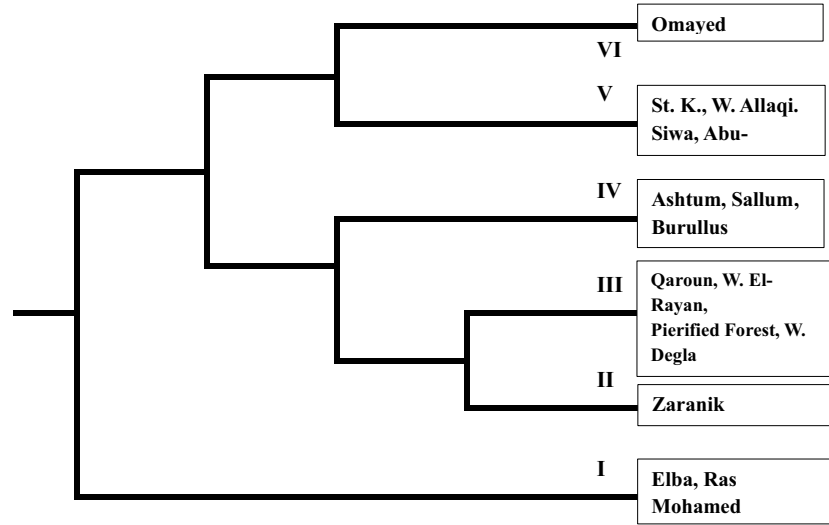 Omayed
VI
V
St. K., W. Allaqi.
Siwa, Abu-
IV
Ashtum, Sallum,
Burullus
III
Qaroun, W. El-
Rayan,
Pierified Forest, W.
Degla
II
Zaranik
I
Elba, Ras
Mohamed